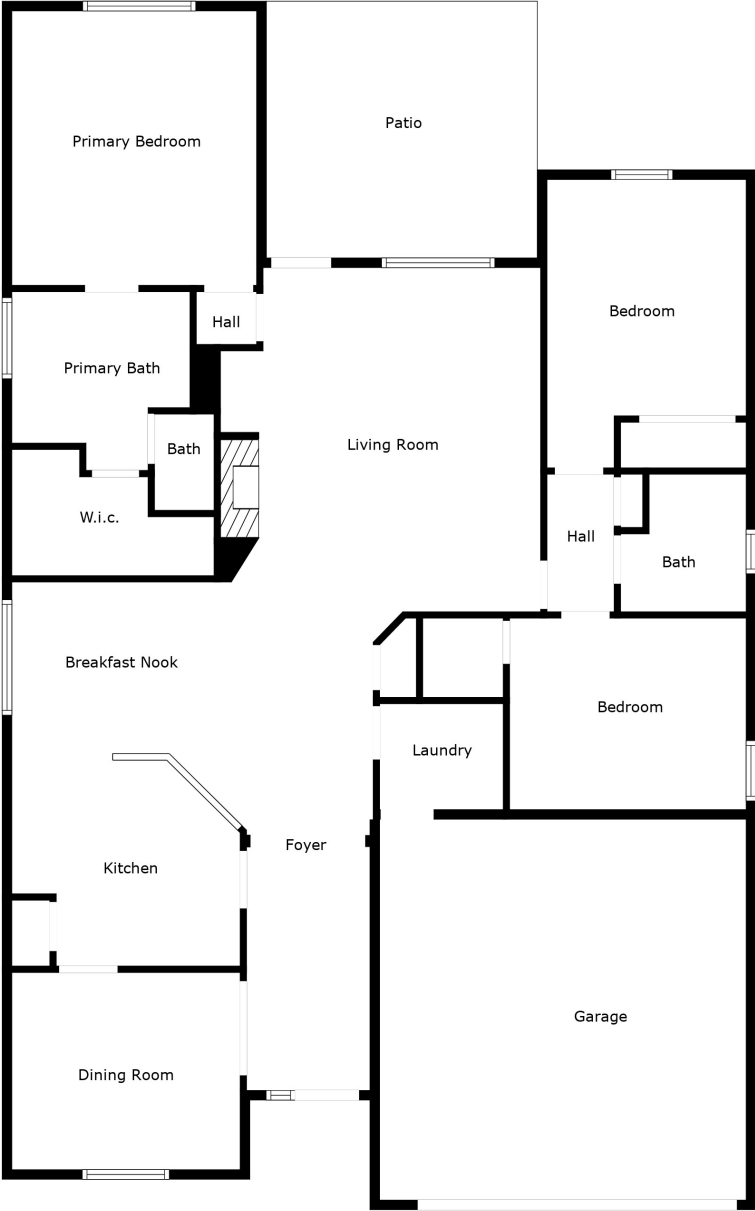 Patio
Primary Bedroom
Bedroom
Hall
Primary Bath
Living Room
Bath
W.i.c.
Hall
Bath
Breakfast Nook
Bedroom
Laundry
Foyer
Kitchen
Garage
Dining Room